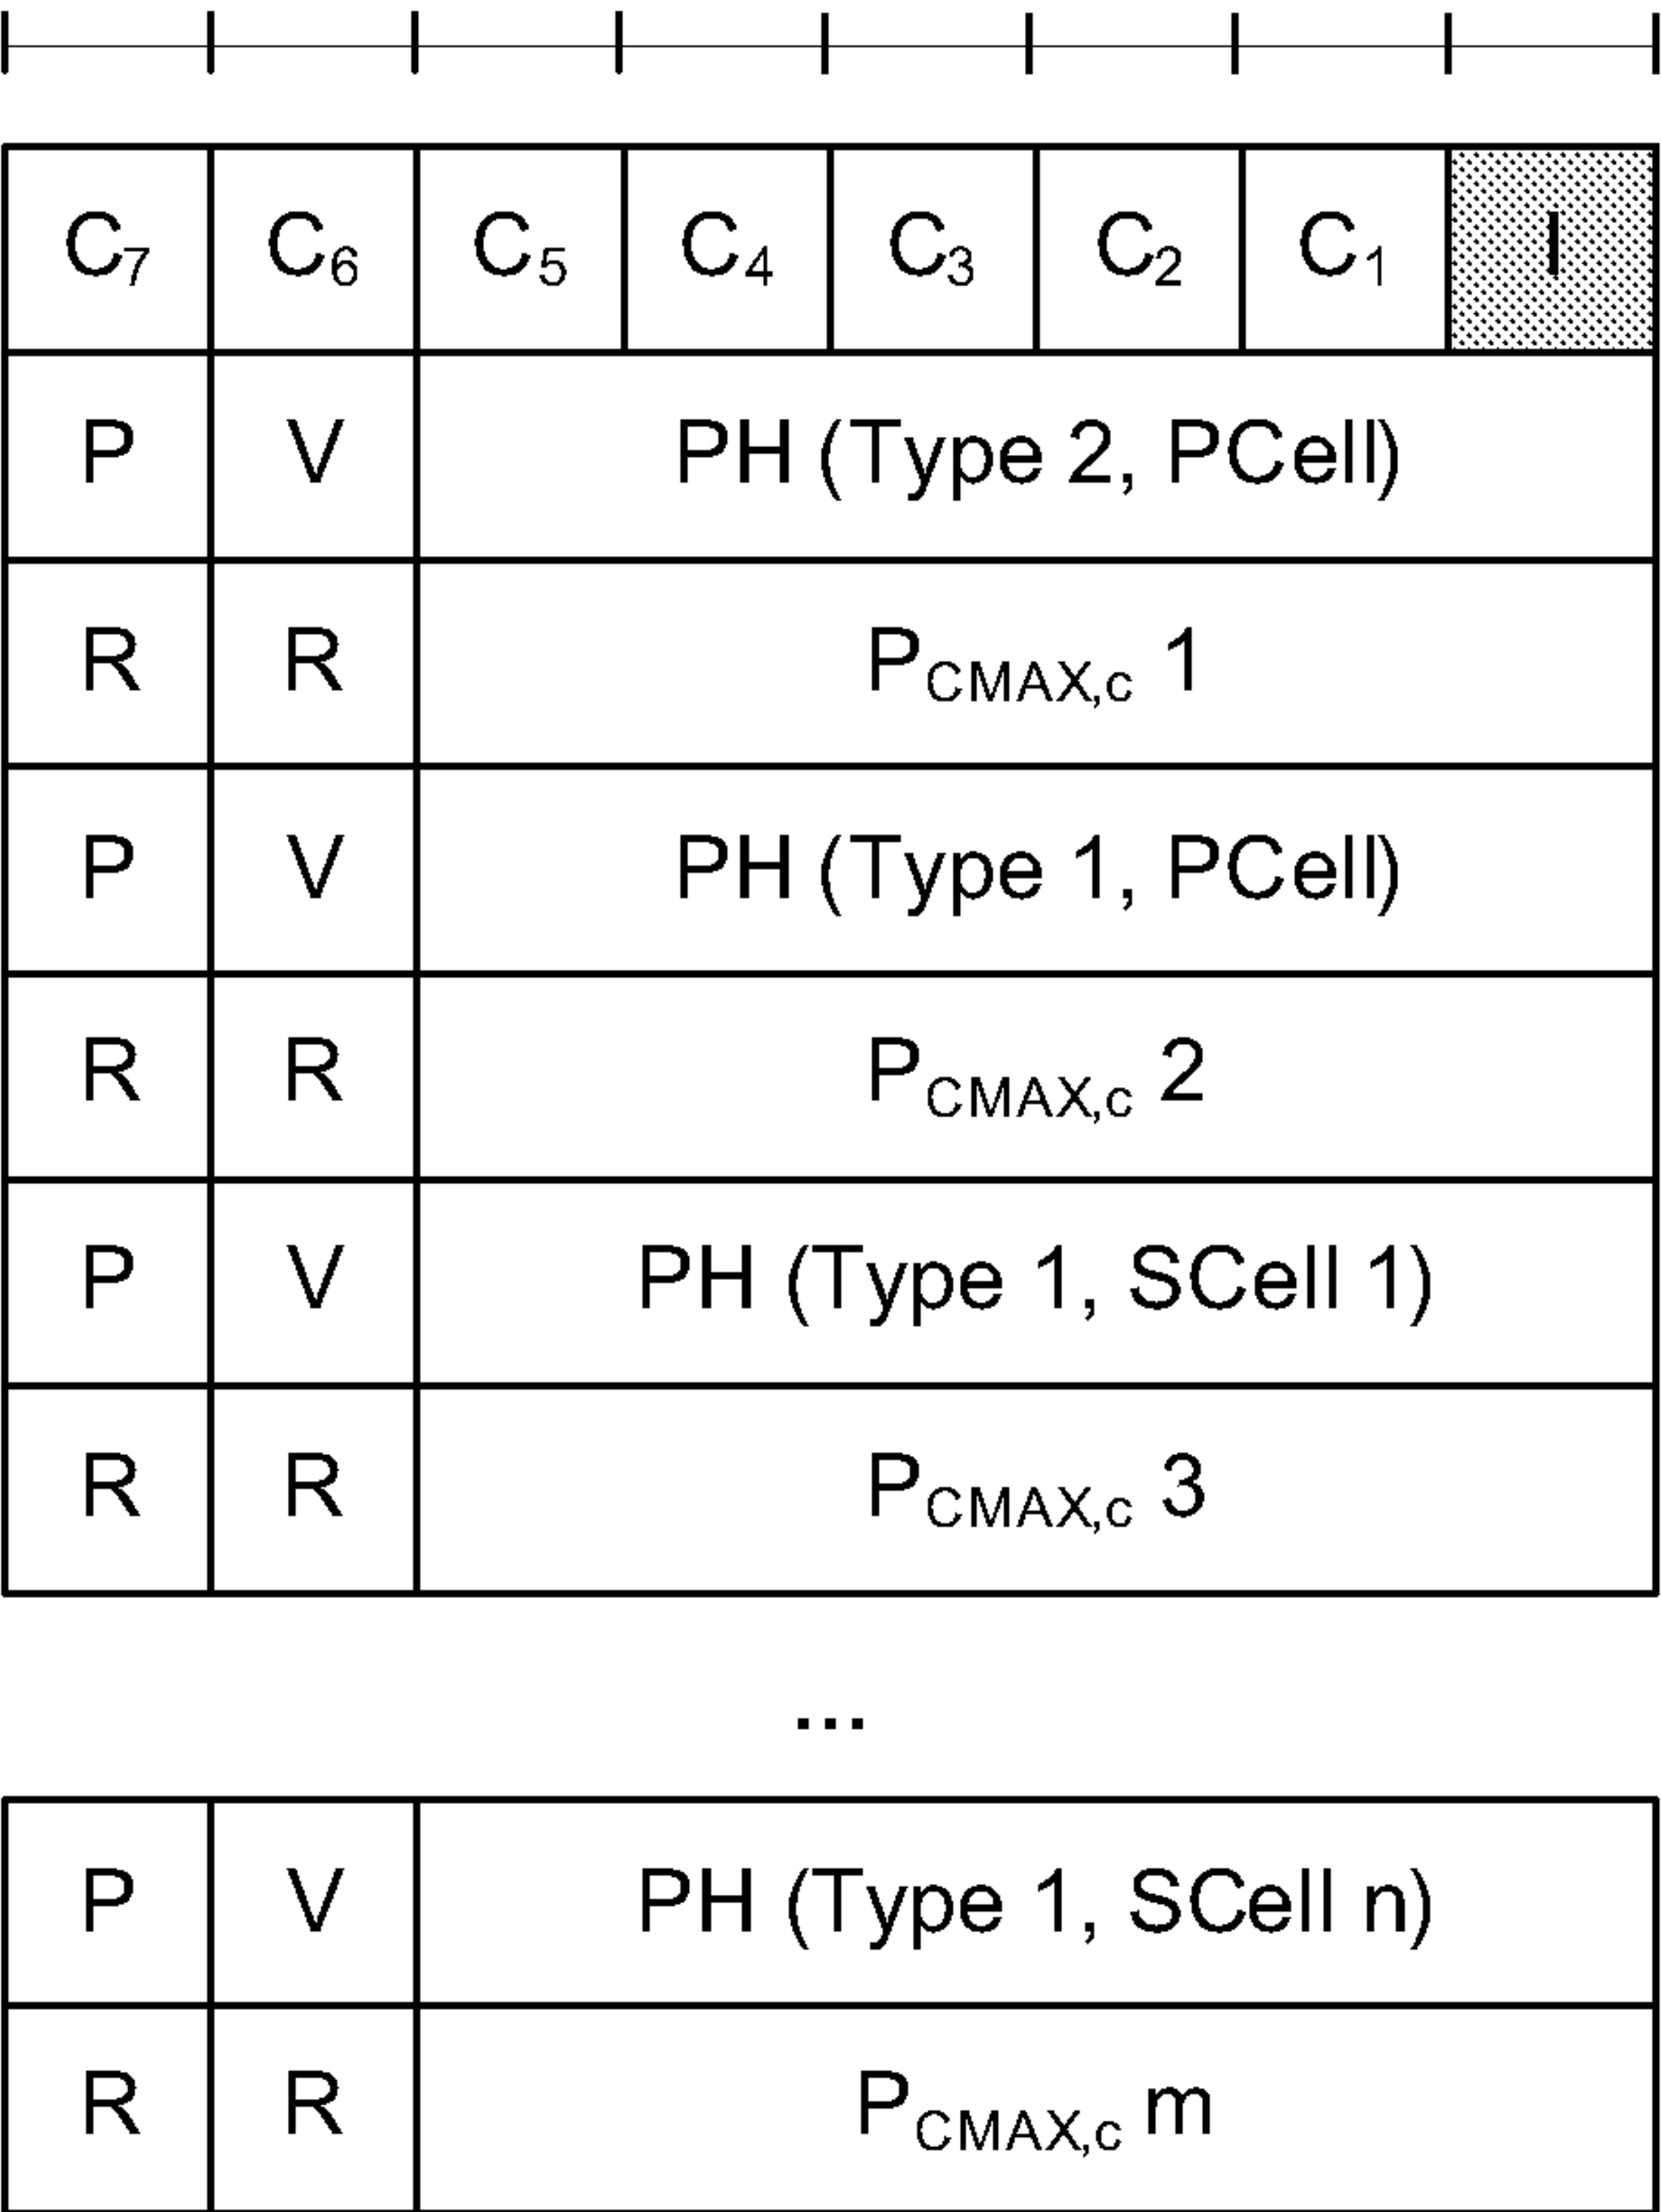 C7 C6 C5 C4 C3 C2 C1 I
P V PH (Type 2, PCell)
R R PCMAX,c 1
P V PH (Type 1, PCell)
R R PCMAX,c 2
P V PH (Type 1, SCell 1)
R R PCMAX,c 3
...
P V PH (Type 1, SCell n)
R R PCMAX,c m